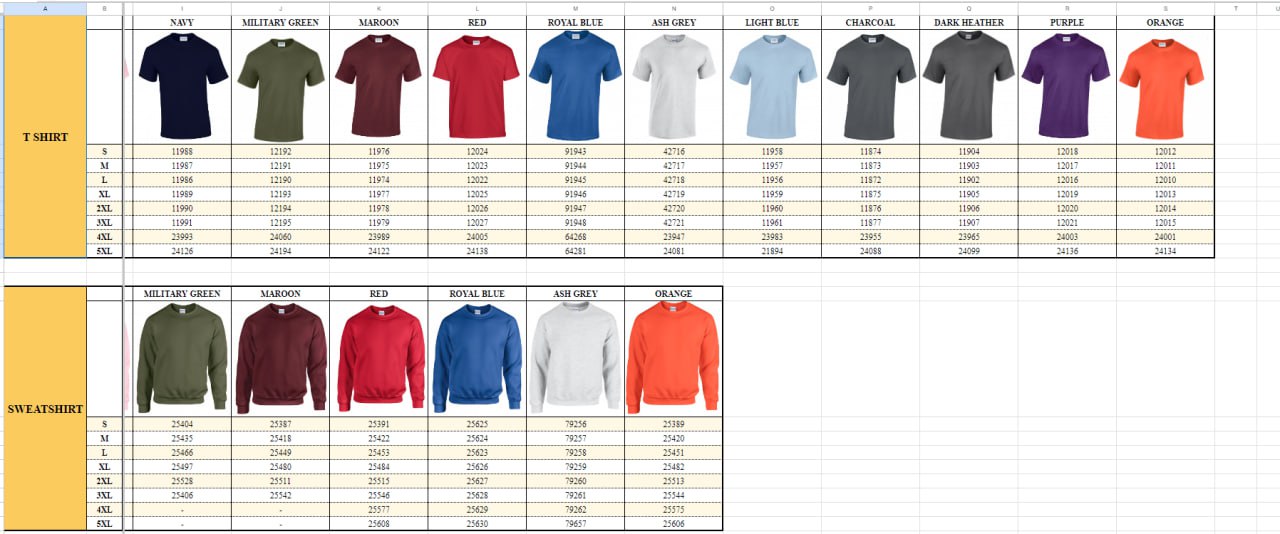 A B I J K L M N O P Q R S T U
NAVY MILITARY GREEN MAROON RED ROYAL BLUE ASH GREY LIGHT BLUE CHARCOAL DARK HEATHER PURPLE ORANGE
T SHIRT
S 11988 12192 11976 12024 91943 42716 11958 11874 11904 12018 12012
M 11987 12191 11975 12023 91944 42717 11957 11873 11903 12017 12011
L 11986 12190 11974 12022 91945 42718 11956 11872 11902 12016 12010
XL 11989 12193 11977 12025 91946 42719 11959 11875 11905 12019 12013
2XL 11990 12194 11978 12026 91947 42720 11960 11876 11906 12020 12014
3XL 11991 12195 11979 12027 91948 42721 11961 11877 11907 12021 12015
4XL 23993 24060 23989 24005 64268 23947 23983 23955 23965 24003 24001
5XL 24126 24194 24122 24138 64281 24081 21894 24088 24099 24136 24134
MILITARY GREEN MAROON RED ROYAL BLUE ASH GREY ORANGE
SWEATSHIRT
S 25404 25387 25391 25625 79256 25389
M 25435 25418 25422 25624 79257 25420
L 25466 25449 25453 25623 79258 25451
XL 25497 25480 25484 25626 79259 25482
2XL 25528 25511 25515 25627 79260 25513
3XL 25406 25542 25546 25628 79261 25544
4XL - - 25577 25629 79262 25575
5XL - - 25608 25630 79657 25606